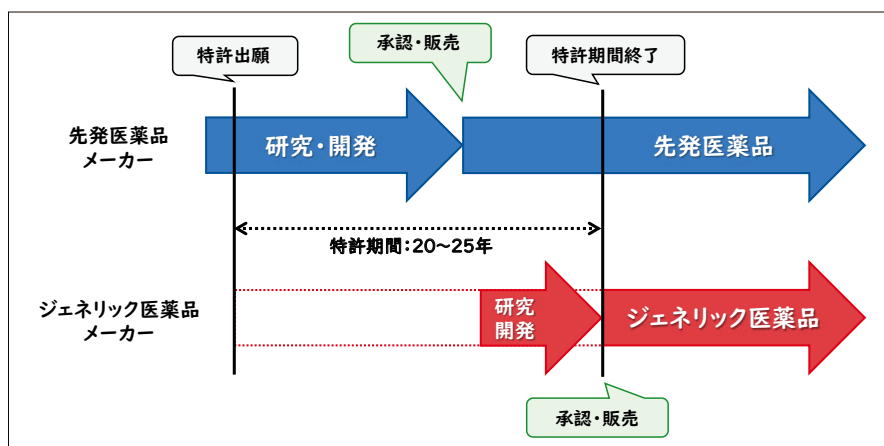 特許出願
承認・販売
特許期間終了
先発医薬品
メーカー
研究・開発
先発医薬品
特許期間：20～25年
ジェネリック医薬品
メーカー
研究
開発
ジェネリック医薬品
承認・販売